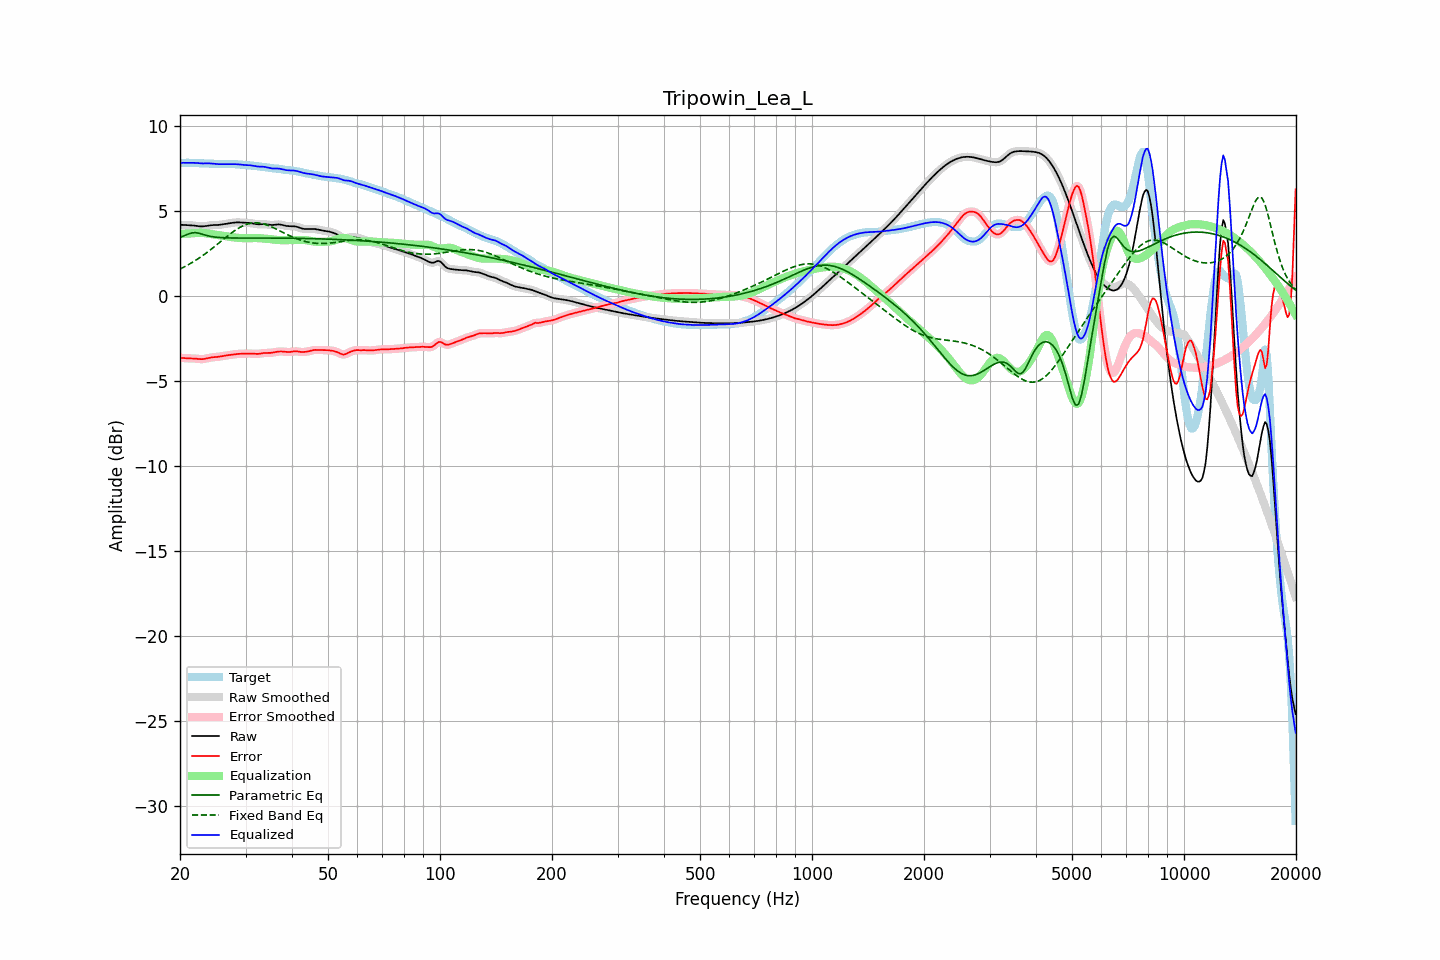 Tripowin_Lea_L
10
5
0
−5
−10
−15
−20
−25
−30
Amplitude (dBr)
Target
Raw Smoothed
Error Smoothed
Raw
Error
Equalization
Parametric Eq
Fixed Band Eq
Equalized
20 50 100 200 500 1000 2000 5000 10000 20000
Frequency (Hz)